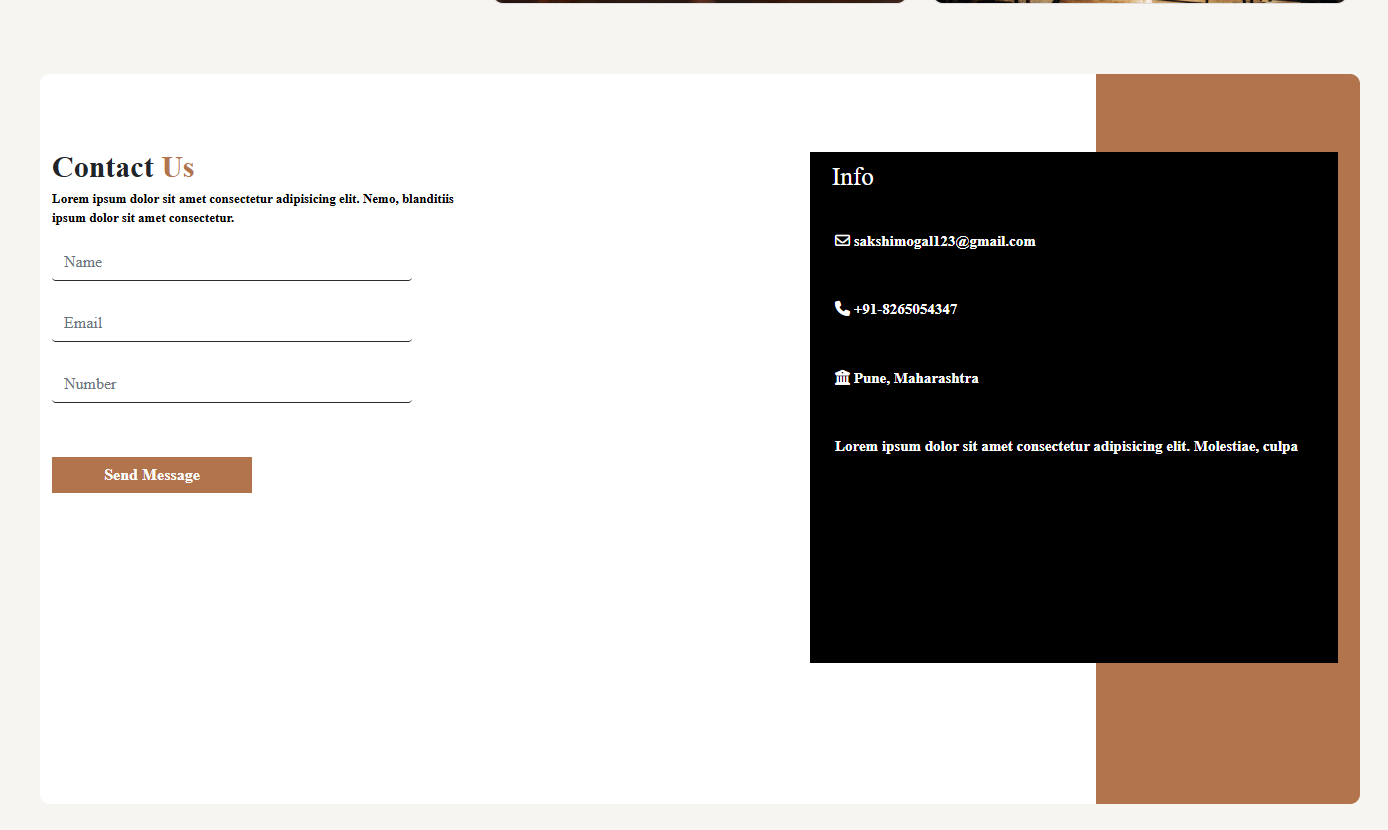 Contact Us
Lorem ipsum dolor sit amet consectetur adipisicing elit. Nemo, blanditiis
ipsum dolor sit amet consectetur.
Name
Email
Number
Send Message
Info
sakshimogal123@gmail.com
+91-8265054347
Pune, Maharashtra
Lorem ipsum dolor sit amet consectetur adipisicing elit. Molestiae, culpa